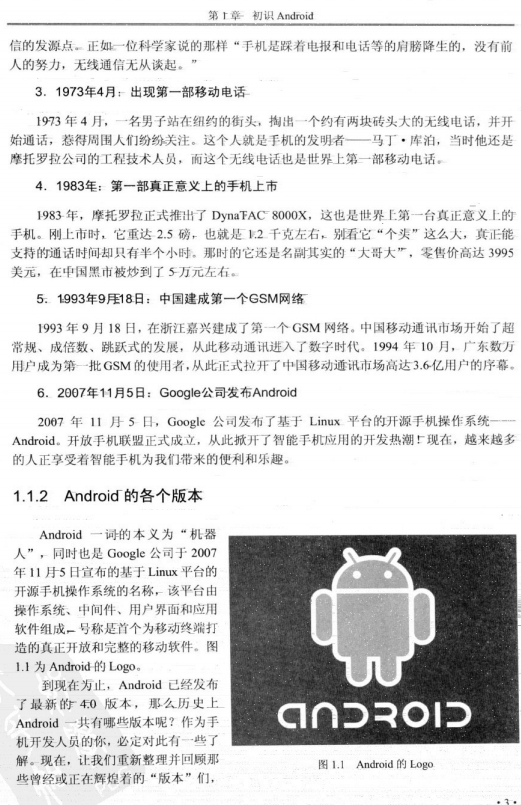 第 1 章 初识 Android
信的发源点。正如一位科学家说的那样“手机是踩着电报和电话等的肩膀降生的，没有前
人的努力，无线通信无从谈起。”
3．1973年4月：出现第一部移动电话
1973 年 4 月，一名男子站在纽约的街头，掏出一个约有两块砖头大的无线电话，并开
始通话，惹得周围人们纷纷关注。这个人就是手机的发明者——马丁·库泊，当时他还是
摩托罗拉公司的工程技术人员，而这个无线电话也是世界上第一部移动电话。
4．1983年：第一部真正意义上的手机上市
1983 年，摩托罗拉正式推出了 DynaTAC 8000X，这也是世界上第一台真正意义上的
手机。刚上市时，它重达 2.5 磅，也就是 1.2 千克左右，别看它“个头”这么大，真正能
支持的通话时间却只有半个小时。那时的它还是名副其实的“大哥大”，零售价高达 3995
美元，在中国黑市被炒到了 5 万元左右。
5．1993年9月18日：中国建成第一个GSM网络
1993 年 9 月 18 日，在浙江嘉兴建成了第一个 GSM 网络。中国移动通讯市场开始了超
常规、成倍数、跳跃式的发展，从此移动通讯进入了数字时代。1994 年 10 月，广东数万
用户成为第一批 GSM 的使用者，从此正式拉开了中国移动通讯市场高达 3.6 亿用户的序幕。
6．2007年11月5日：Google公司发布Android
2007 年 11 月 5 日，Google 公司发布了基于 Linux 平台的开源手机操作系统——
Android。开放手机联盟正式成立，从此掀开了智能手机应用的开发热潮！现在，越来越多
的人正享受着智能手机为我们带来的便利和乐趣。
1.1.2 Android 的各个版本
Android 一词的本义为“机器
人”，同时也是 Google 公司于 2007
年 11 月 5 日宣布的基于 Linux 平台的
开源手机操作系统的名称，该平台由
操作系统、中间件、用户界面和应用
软件组成，号称是首个为移动终端打
造的真正开放和完整的移动软件。图
1.1 为 Android 的 Logo。
到现在为止，Android 已经发布
了最新的 4.0 版本，那么历史上
Android 一共有哪些版本呢？作为手
机开发人员的你，必定对此有一些了
解。现在，让我们重新整理并回顾那
些曾经或正在辉煌着的“版本”们，
ANDROID
图 1.1 Android 的 Logo
·3·